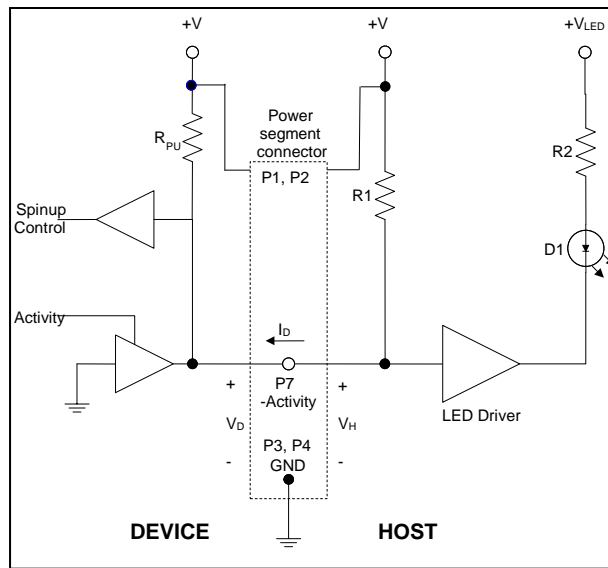 +V
+V
+VLED
Power
segment
connector
RPU
P1, P2
R1
R2
Spinup
Control
D1
Activity
ID
+
P7
+
-Activity
LED Driver
VD
VH
P3, P4
-
GND
-
DEVICE
HOST